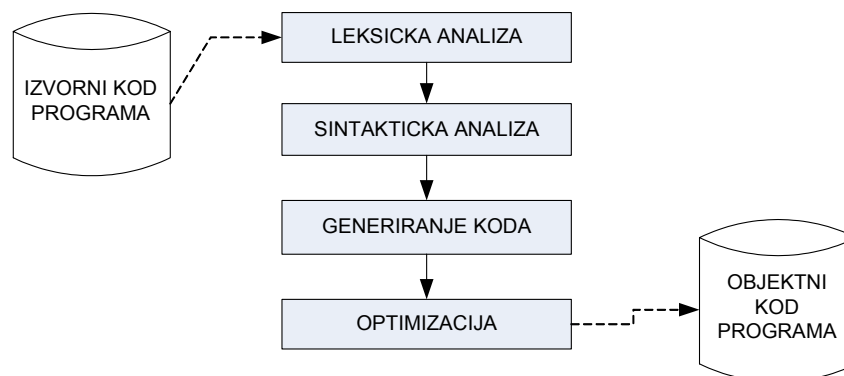 IZVORNI KOD
PROGRAMA
LEKSICKA ANALIZA
SINTAKTICKA ANALIZA
GENERIRANJE KODA
OPTIMIZACIJA
OBJEKTNI
KOD
PROGRAMA